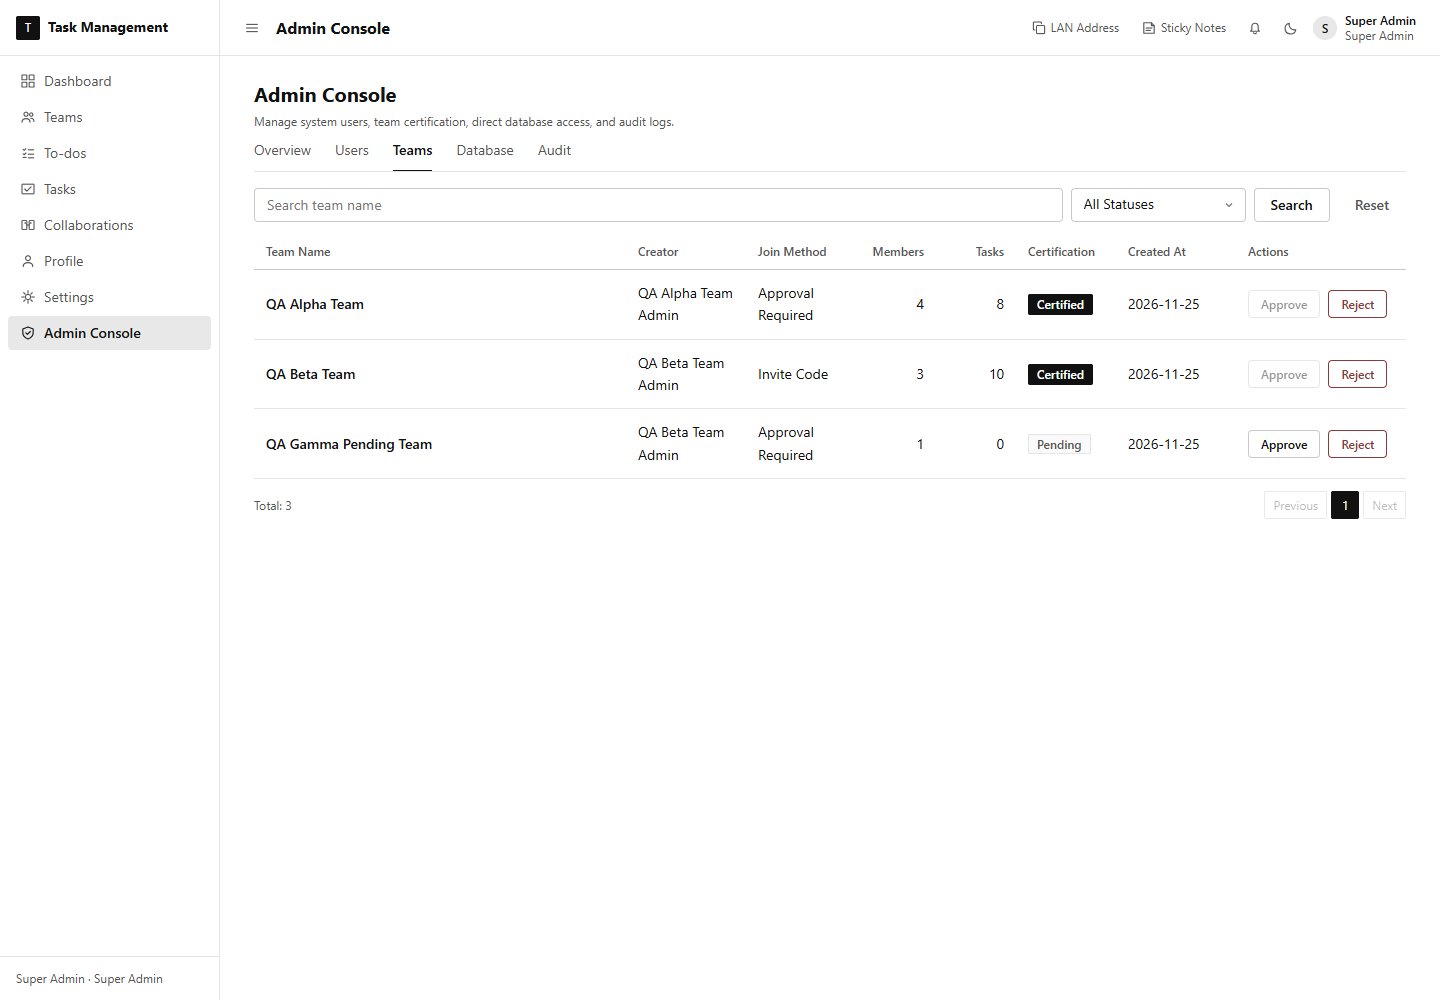 T Task Management
Admin Console
LAN Address
Sticky Notes
S
Super Admin
Super Admin
Dashboard
Teams
To-dos
Tasks
Collaborations
Profile
Settings
Admin Console
Super Admin · Super Admin
Admin Console
Manage system users, team certification, direct database access, and audit logs.
Overview Users Teams Database Audit
Search team name
All Statuses
Search
Reset
Team Name Creator Join Method Members Tasks Certification Created At Actions
QA Alpha Team
QA Alpha Team
Admin
Approval
Required
4 8 Certified 2026-11-25 Approve Reject
QA Beta Team
QA Beta Team
Admin
Invite Code 3 10 Certified 2026-11-25 Approve Reject
QA Gamma Pending Team
QA Beta Team
Admin
Approval
Required
1 0 Pending 2026-11-25 Approve Reject
Total: 3
Previous 1 Next